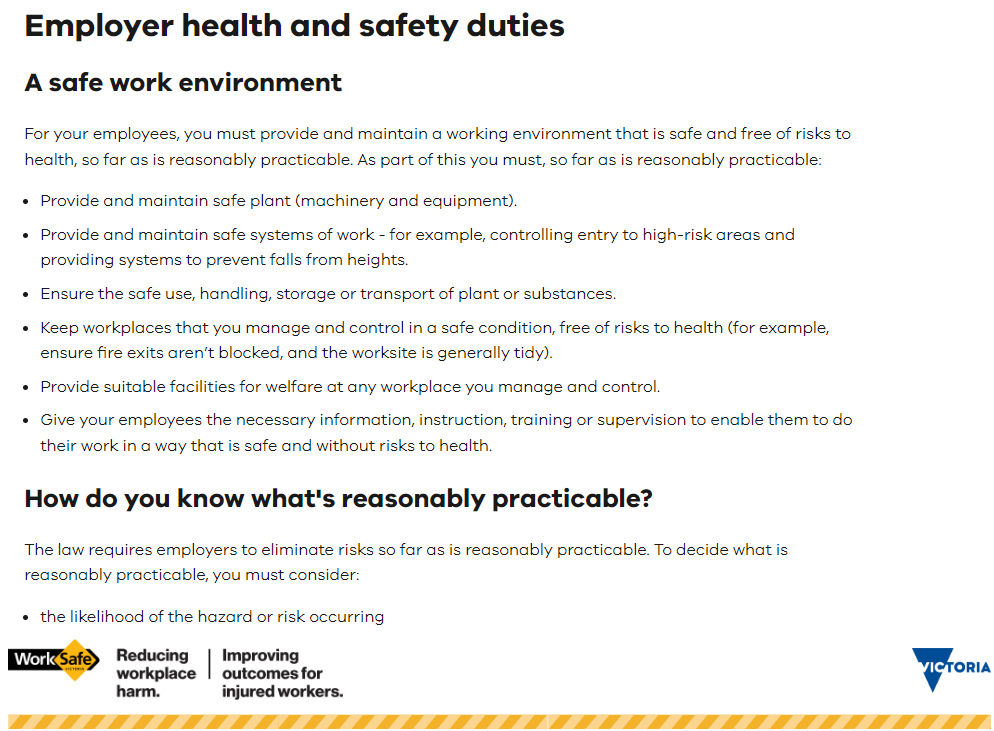 Employer health and safety duties
A safe work environment
For your employees, you must provide and maintain a working environment that is safe and free of risks to
health, so far as is reasonably practicable. As part of this you must, so far as is reasonably practicable:
• Provide and maintain safe plant (machinery and equipment).
• Provide and maintain safe systems of work - for example, controlling entry to high-risk areas and
providing systems to prevent falls from heights.
• Ensure the safe use, handling, storage or transport of plant or substances.
• Keep workplaces that you manage and control in a safe condition, free of risks to health (for example,
ensure fire exits aren’t blocked, and the worksite is generally tidy).
• Provide suitable facilities for welfare at any workplace you manage and control.
• Give your employees the necessary information, instruction, training or supervision to enable them to do
their work in a way that is safe and without risks to health.
How do you know what's reasonably practicable?
The law requires employers to eliminate risks so far as is reasonably practicable. To decide what is
reasonably practicable, you must consider:
• the likelihood of the hazard or risk occurring
WorkSafe
VICTORIA
Reducing
workplace
harm.
Improving
outcomes for
injured workers.
VICTORIA